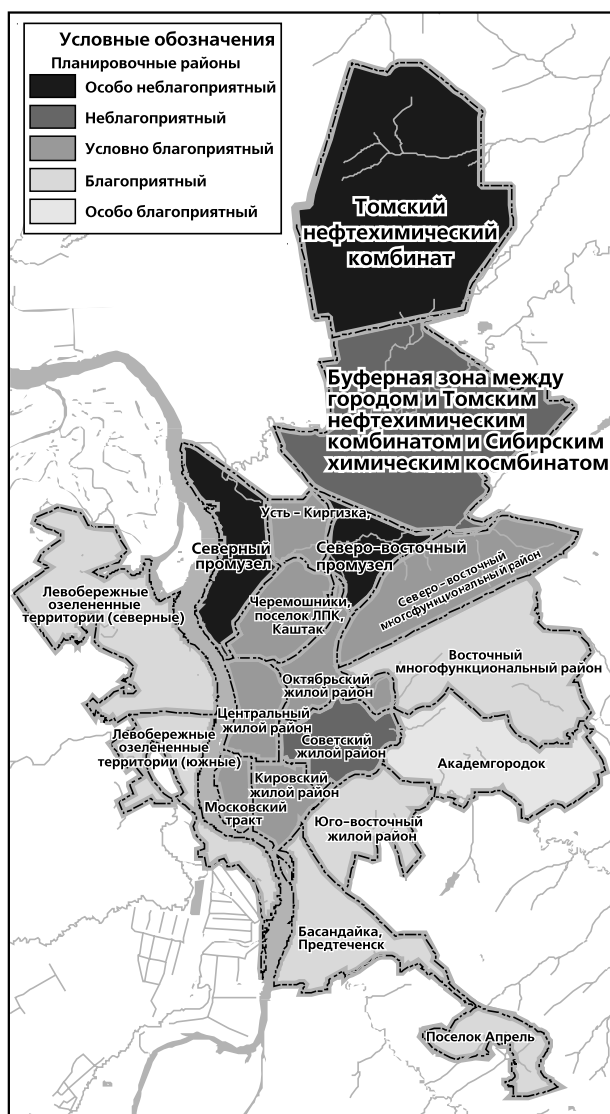 Условные обозначения
Планировочные районы
Особо неблагоприятный
Неблагоприятный
Условно благоприятный
Благоприятный
Особо благоприятный
Томский
нефтехимический
комбинат
Буферная зона между
городом и Томским
нефтехимическим
комбинатом и Сибирским
химическим космбинатом
Усть – Киргизка,
Северный
промузел
Северо–восточный
промузел
Северо – восточный
многофункциональный район
Левобережные
озелененные
территории (северные)
Черемошники,
поселок ЛПК,
Каштак
Восточный
многофункциональный район
Октябрьский
жилой район
Центральный
жилой район
Левобережные
озелененные
территории (южные)
Советский
жилой район
Академгородок
Кировский
жилой район
Московский
тракт
Юго–восточный
жилой район
Басандайка,
Предтеченск
Поселок Апрель